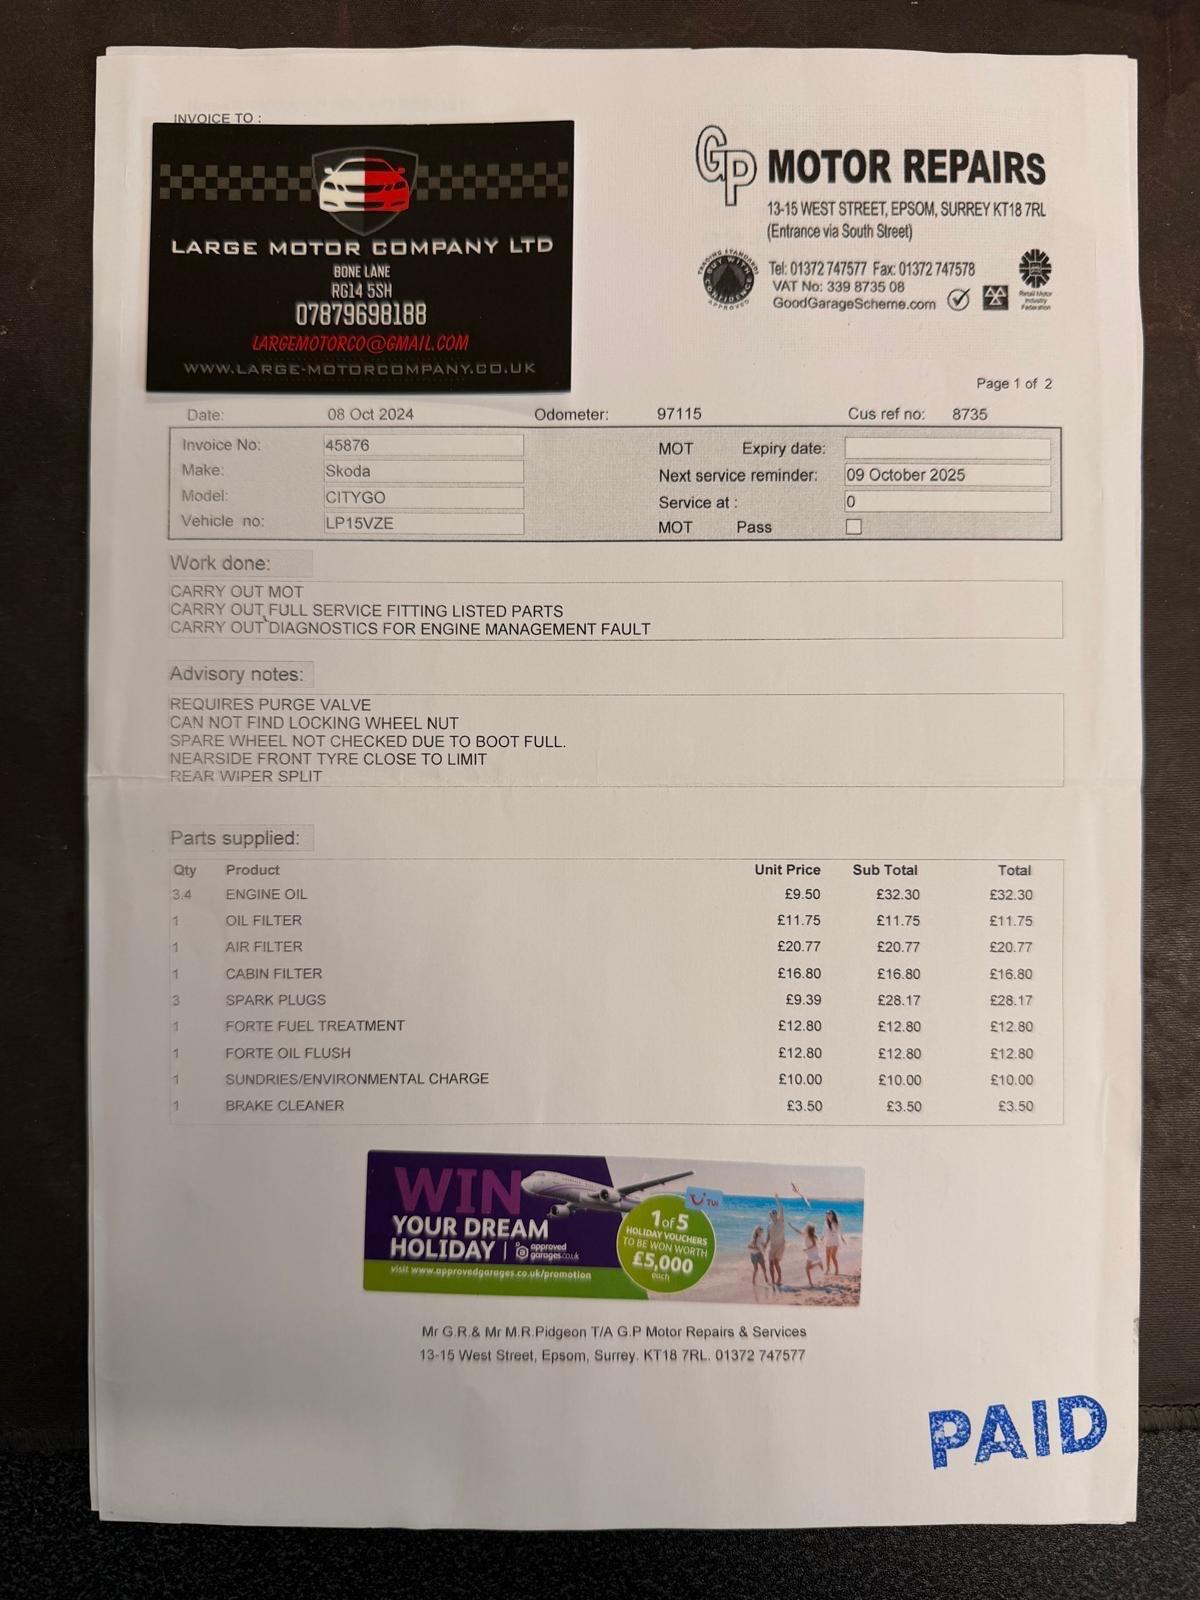 INVOICE TO :
LARGE MOTOR COMPANY LTD
BONE LANE
RG14 5SH
07879698188
LARGEMOTORCO@GMAIL.COM
WWW.LARGE-MOTORCOMPANY.CO.UK
GP MOTOR REPAIRS
13-15 WEST STREET, EPSOM, SURREY KT18 7RL
(Entrance via South Street)
Tel: 01372 747577 Fax: 01372 747578
VAT No: 339 8735 08
GoodGarageScheme.com
TRADING STANDARDS
BUY WITH CONFIDENCE
APPROVED
Retail Motor
Industry
Federation
Page 1 of 2
Date: 08 Oct 2024 Odometer: 97115 Cus ref no: 8735
Invoice No: 45876 MOT Expiry date:
Make: Skoda Next service reminder: 09 October 2025
Model: CITYGO Service at : 0
Vehicle no: LP15VZE MOT Pass
Work done:
CARRY OUT MOT
CARRY OUT FULL SERVICE FITTING LISTED PARTS
CARRY OUT DIAGNOSTICS FOR ENGINE MANAGEMENT FAULT
Advisory notes:
REQUIRES PURGE VALVE
CAN NOT FIND LOCKING WHEEL NUT
SPARE WHEEL NOT CHECKED DUE TO BOOT FULL.
NEARSIDE FRONT TYRE CLOSE TO LIMIT
REAR WIPER SPLIT
Parts supplied:
Qty Product Unit Price Sub Total Total
3.4 ENGINE OIL £9.50 £32.30 £32.30
1 OIL FILTER £11.75 £11.75 £11.75
1 AIR FILTER £20.77 £20.77 £20.77
1 CABIN FILTER £16.80 £16.80 £16.80
3 SPARK PLUGS £9.39 £28.17 £28.17
1 FORTE FUEL TREATMENT £12.80 £12.80 £12.80
1 FORTE OIL FLUSH £12.80 £12.80 £12.80
1 SUNDRIES/ENVIRONMENTAL CHARGE £10.00 £10.00 £10.00
1 BRAKE CLEANER £3.50 £3.50 £3.50
WIN
YOUR DREAM
HOLIDAY | approved garages.co.uk
visit www.approvedgarages.co.uk/promotion
TUI
1 of 5
HOLIDAY VOUCHERS
TO BE WON WORTH
£5,000
each
Mr G.R.& Mr M.R.Pidgeon T/A G.P Motor Repairs & Services
13-15 West Street, Epsom, Surrey. KT18 7RL. 01372 747577
PAID